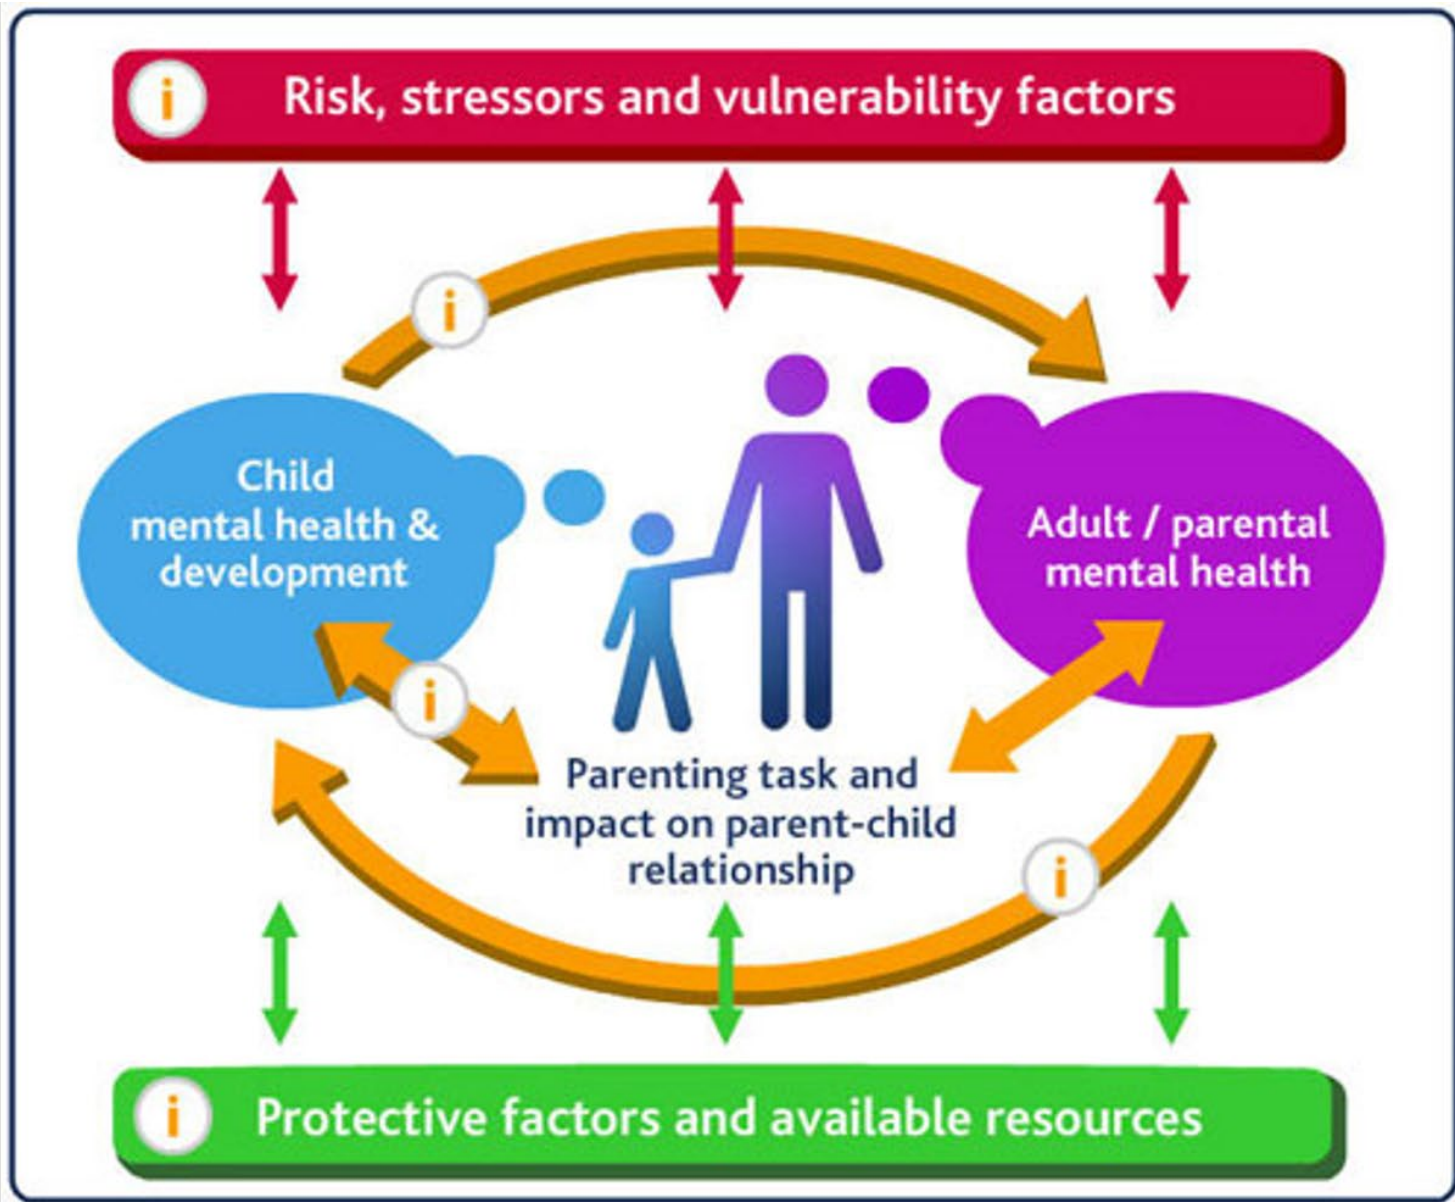 i
Risk, stressors and vulnerability factors
i
Child
mental health &
development
Adult / parental
mental health
i
Parenting task and
impact on parent-child
relationship
i
i
Protective factors and available resources